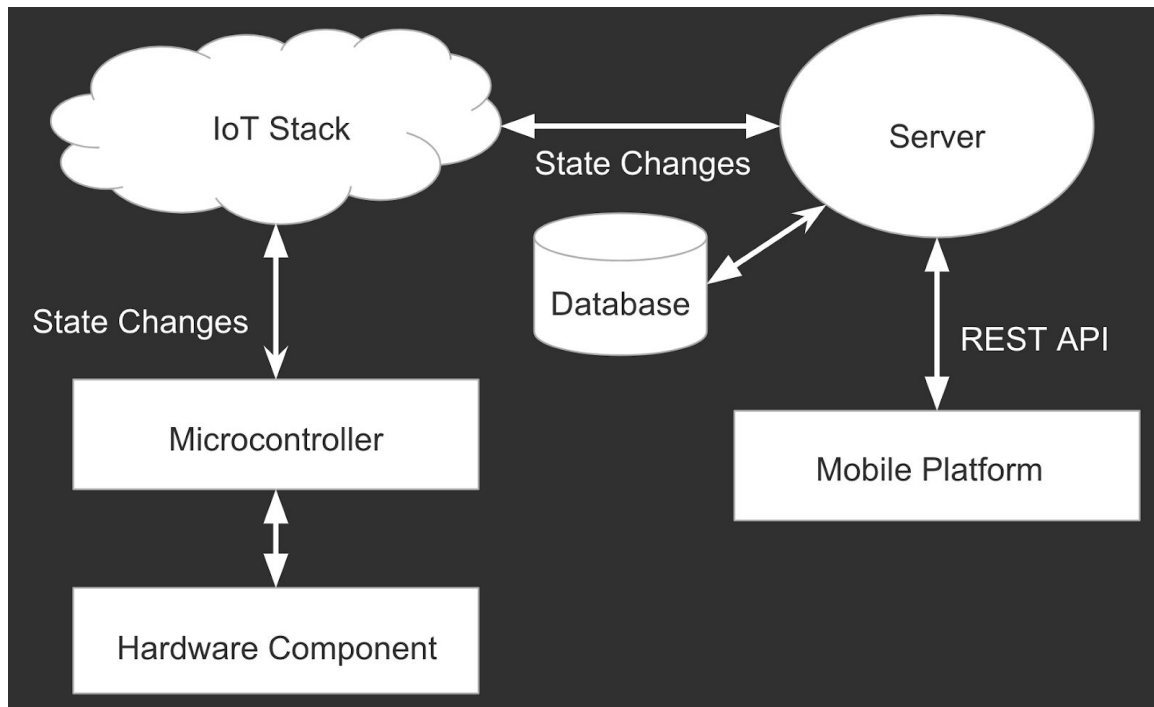 IoT Stack
Server
State Changes
Database
State Changes
REST API
Microcontroller
Mobile Platform
Hardware Component